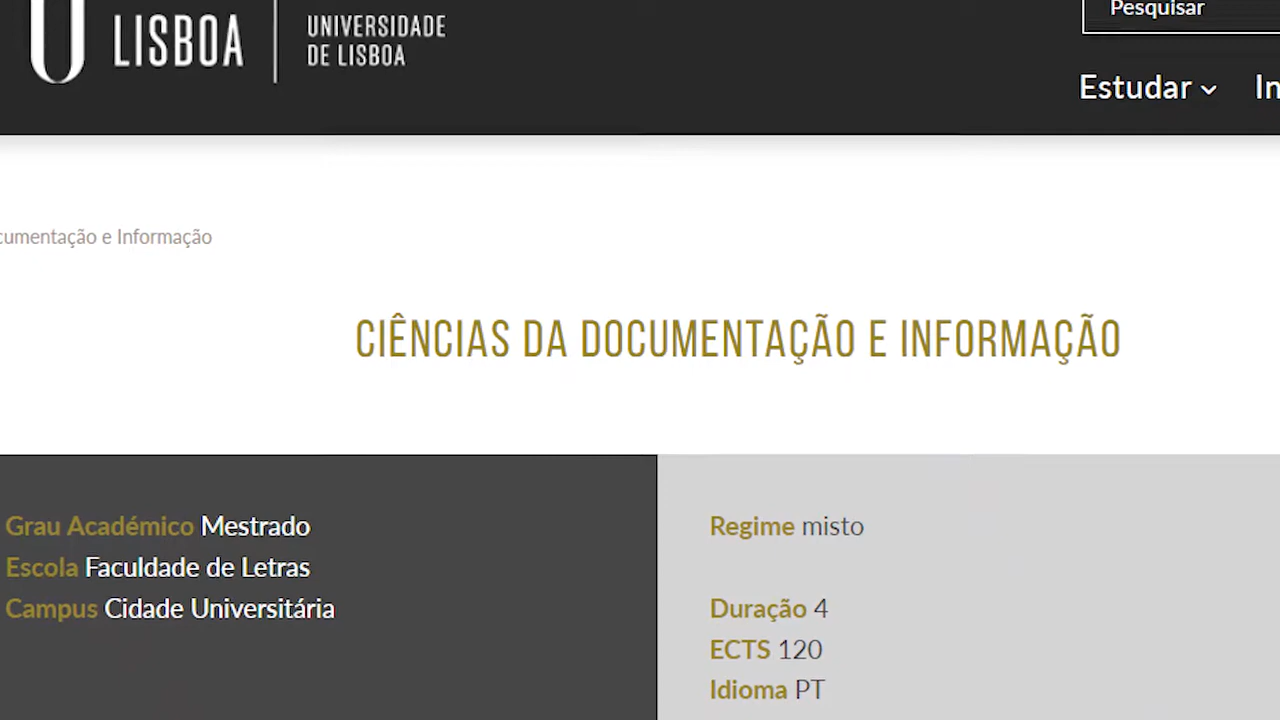 LISBOA
UNIVERSIDADE
DE LISBOA
Pesquisar
Estudar
cumentação e Informação
CIÊNCIAS DA DOCUMENTAÇÃO E INFORMAÇÃO
Grau Académico Mestrado
Escola Faculdade de Letras
Campus Cidade Universitária
Regime misto
Duração 4
ECTS 120
Idioma PT